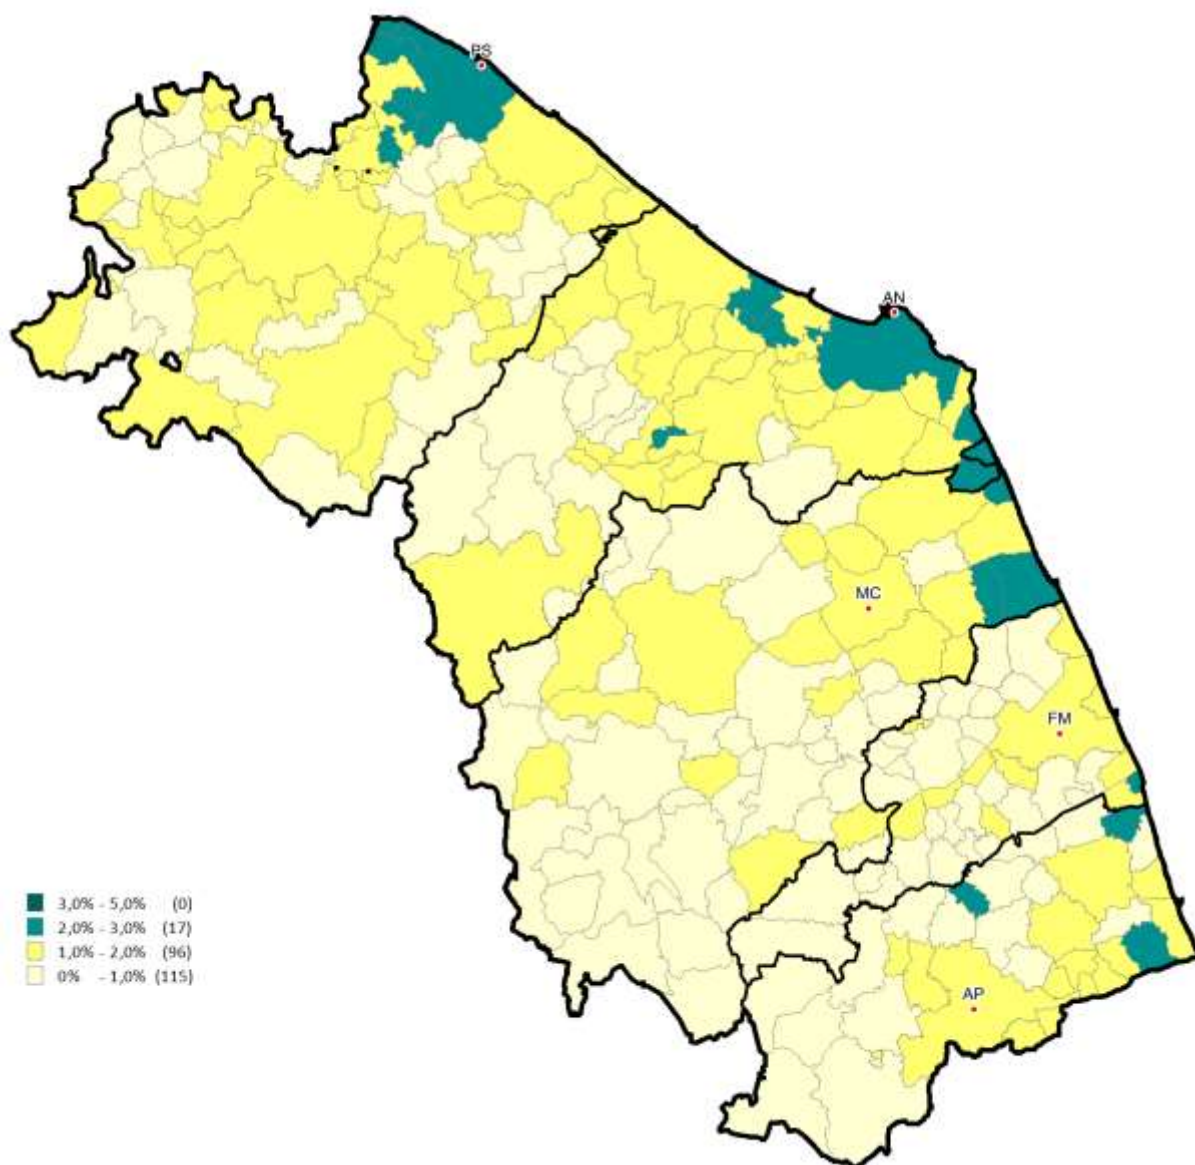 PS
AN
MC
FM
AP
3,0% - 5,0% (0)
2,0% - 3,0% (17)
1,0% - 2,0% (96)
0% - 1,0% (115)